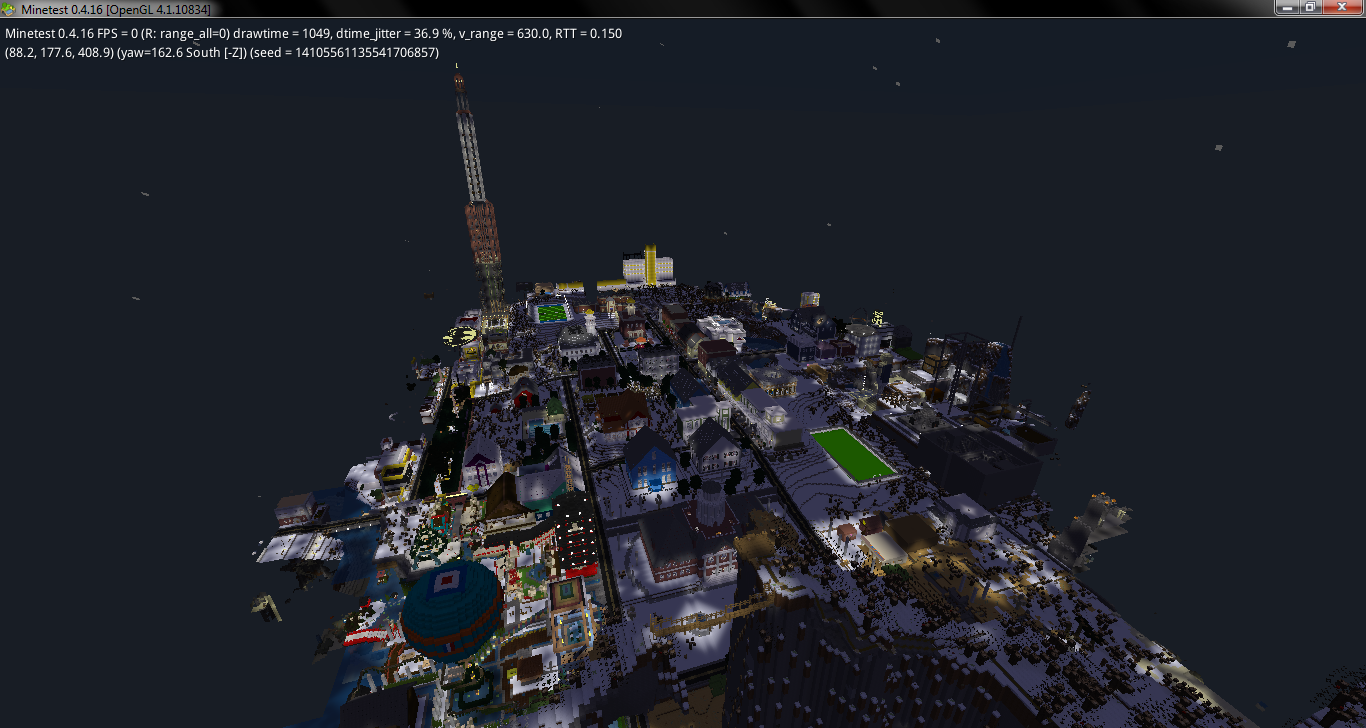 Minetest 0.4.16 [OpenGL 4.1.10834]
Minetest 0.4.16 FPS = 0 (R: range_all=0) drawtime = 1049, dtime_jitter = 36.9 %, v_range = 630.0, RTT = 0.150
(88.2, 177.6, 408.9) (yaw=162.6 South [-Z]) (seed = 14105561135541706857)